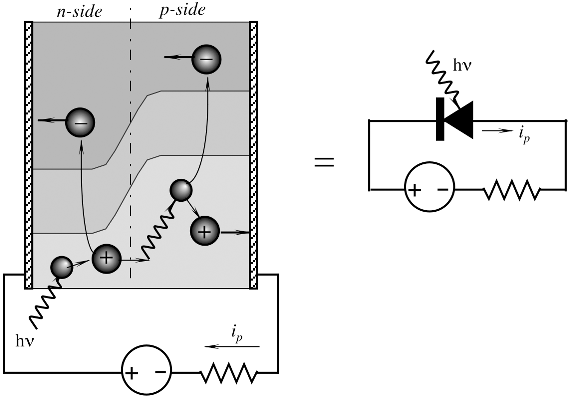 n-side p-side
−
−
+
+
hν
+ −
i_p
=
hν
i_p
+ −